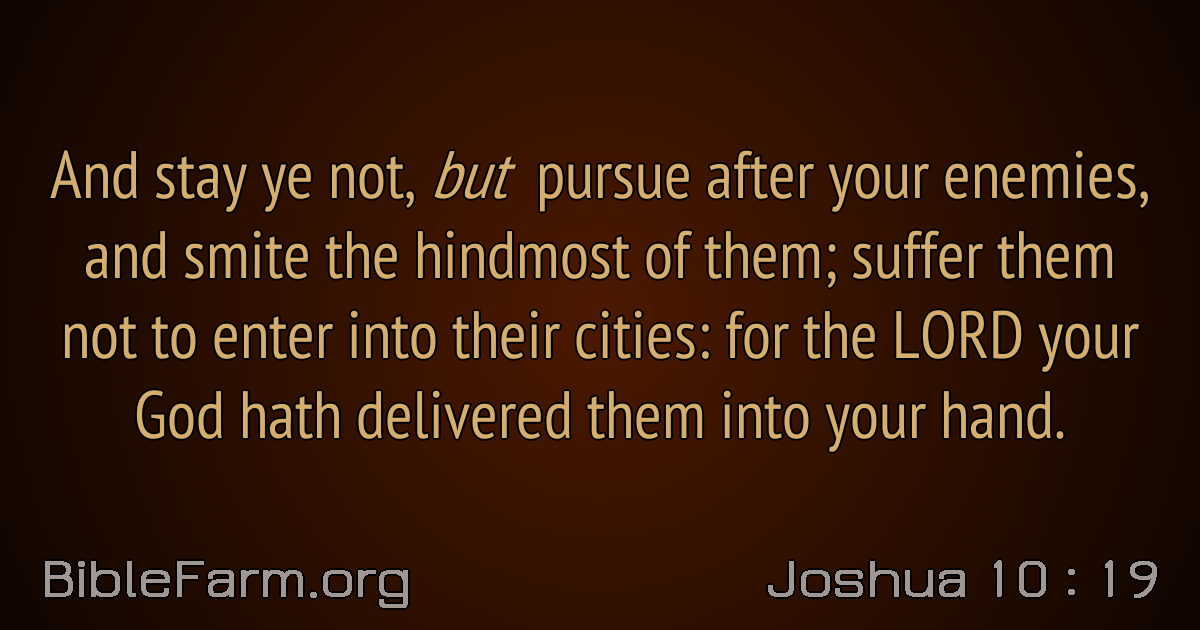 And stay ye not, but pursue after your enemies,
and smite the hindmost of them; suffer them
not to enter into their cities: for the LORD your
God hath delivered them into your hand.
BibleFarm.org
Joshua 10 : 19